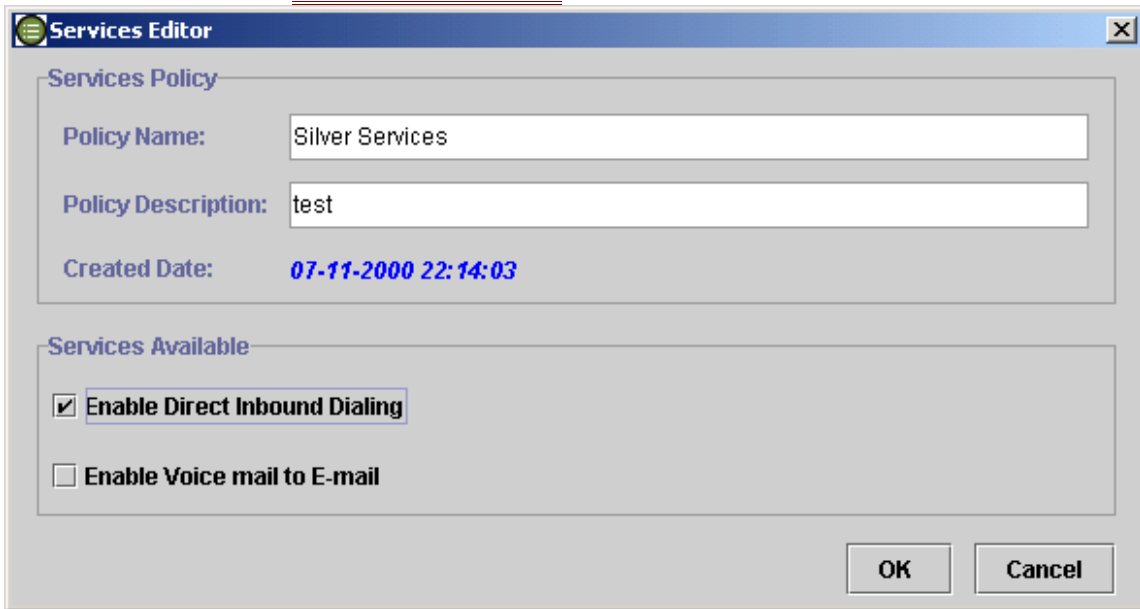 Services Editor
Services Policy
Policy Name: Silver Services
Policy Description: test
Created Date: 07-11-2000 22:14:03
Services Available
Enable Direct Inbound Dialing
Enable Voice mail to E-mail
OK Cancel